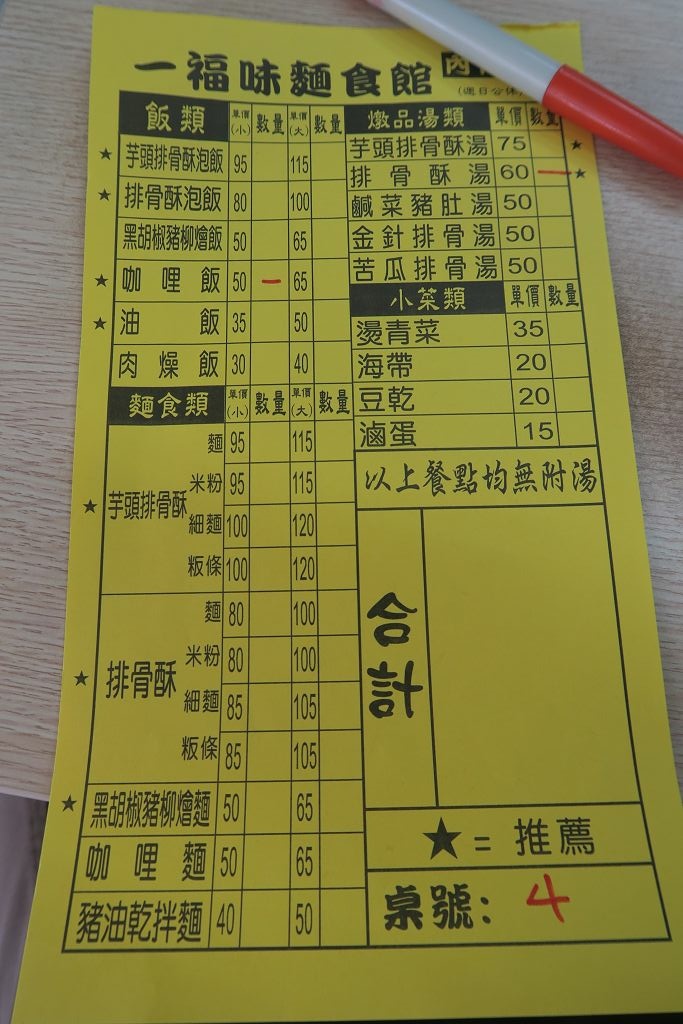 一福味麵食館 肉
(週日公休)
飯類 單價(小) 數量 單價(大) 數量
★ 芋頭排骨酥泡飯 95 115
★ 排骨酥泡飯 80 100
黑胡椒豬柳燴飯 50 65
★ 咖哩飯 50 一 65
★ 油飯 35 50
肉燥飯 30 40
麵食類 單價(小) 數量 單價(大) 數量
★ 芋頭排骨酥
麵 95 115
米粉 95 115
細麵 100 120
粄條 100 120
★ 排骨酥
麵 80 100
米粉 80 100
細麵 85 105
粄條 85 105
★ 黑胡椒豬柳燴麵 50 65
咖哩麵 50 65
豬油乾拌麵 40 50
燉品湯類 單價 數量
芋頭排骨酥湯 75 ★
排骨酥湯 60 一 ★
鹹菜豬肚湯 50
金針排骨湯 50
苦瓜排骨湯 50
小菜類 單價 數量
燙青菜 35
海帶 20
豆乾 20
滷蛋 15
以上餐點均無附湯
合計
★=推薦
桌號: 4